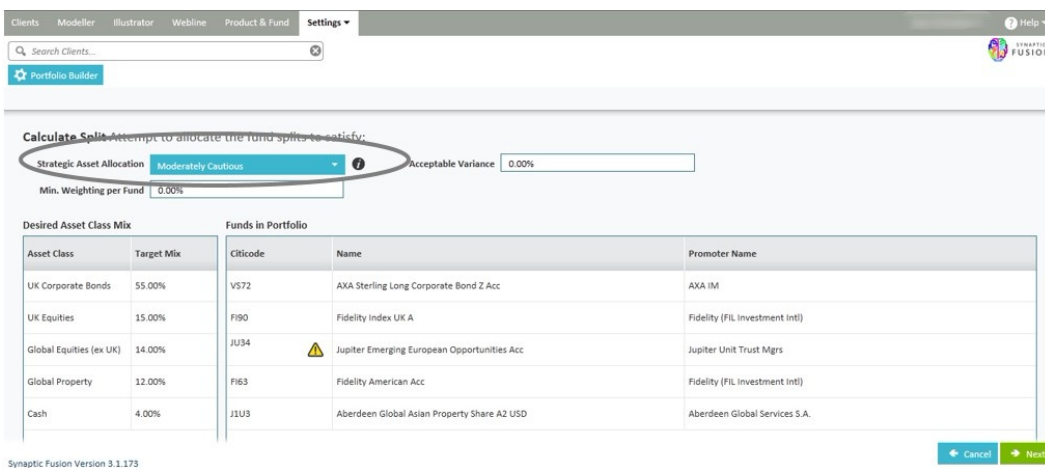 Clients Modeller Illustrator Webline Product & Fund Settings Help
Search Clients...
SYNAPTIC
FUSION
Portfolio Builder
Calculate Split Attempt to allocate the fund splits to satisfy:
Strategic Asset Allocation Moderately Cautious Acceptable Variance 0.00%
Min. Weighting per Fund 0.00%
Desired Asset Class Mix Funds in Portfolio
Asset Class Target Mix Citicode Name Promoter Name
UK Corporate Bonds 55.00% VS72 AXA Sterling Long Corporate Bond Z Acc AXA IM
UK Equities 15.00% FI90 Fidelity Index UK A Fidelity (FIL Investment Intl)
Global Equities (ex UK) 14.00% JU34 Jupiter Emerging European Opportunities Acc Jupiter Unit Trust Mgrs
Global Property 12.00% FI63 Fidelity American Acc Fidelity (FIL Investment Intl)
Cash 4.00% J1U3 Aberdeen Global Asian Property Share A2 USD Aberdeen Global Services S.A.
Cancel Next
Synaptic Fusion Version 3.1.173